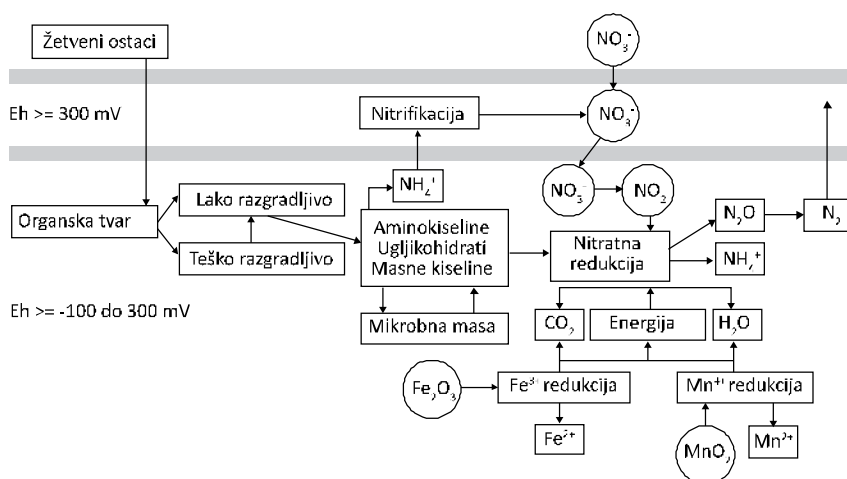 Žetveni ostaci
NO₃⁻
Eh >= 300 mV
Nitrifikacija
NO₃⁻
NH₄⁺
NO₃⁻
NO₂
Lako razgradljivo
Organska tvar
Teško razgradljivo
Aminokiseline
Ugljikohidrati
Masne kiseline
Nitratna
redukcija
N₂O
N₂
NH₄⁺
Eh >= -100 do 300 mV
Mikrobna masa
CO₂
Energija
H₂O
Fe₂O₃
Fe³⁺ redukcija
Mn⁴⁺ redukcija
Fe²⁺
MnO₂
Mn²⁺